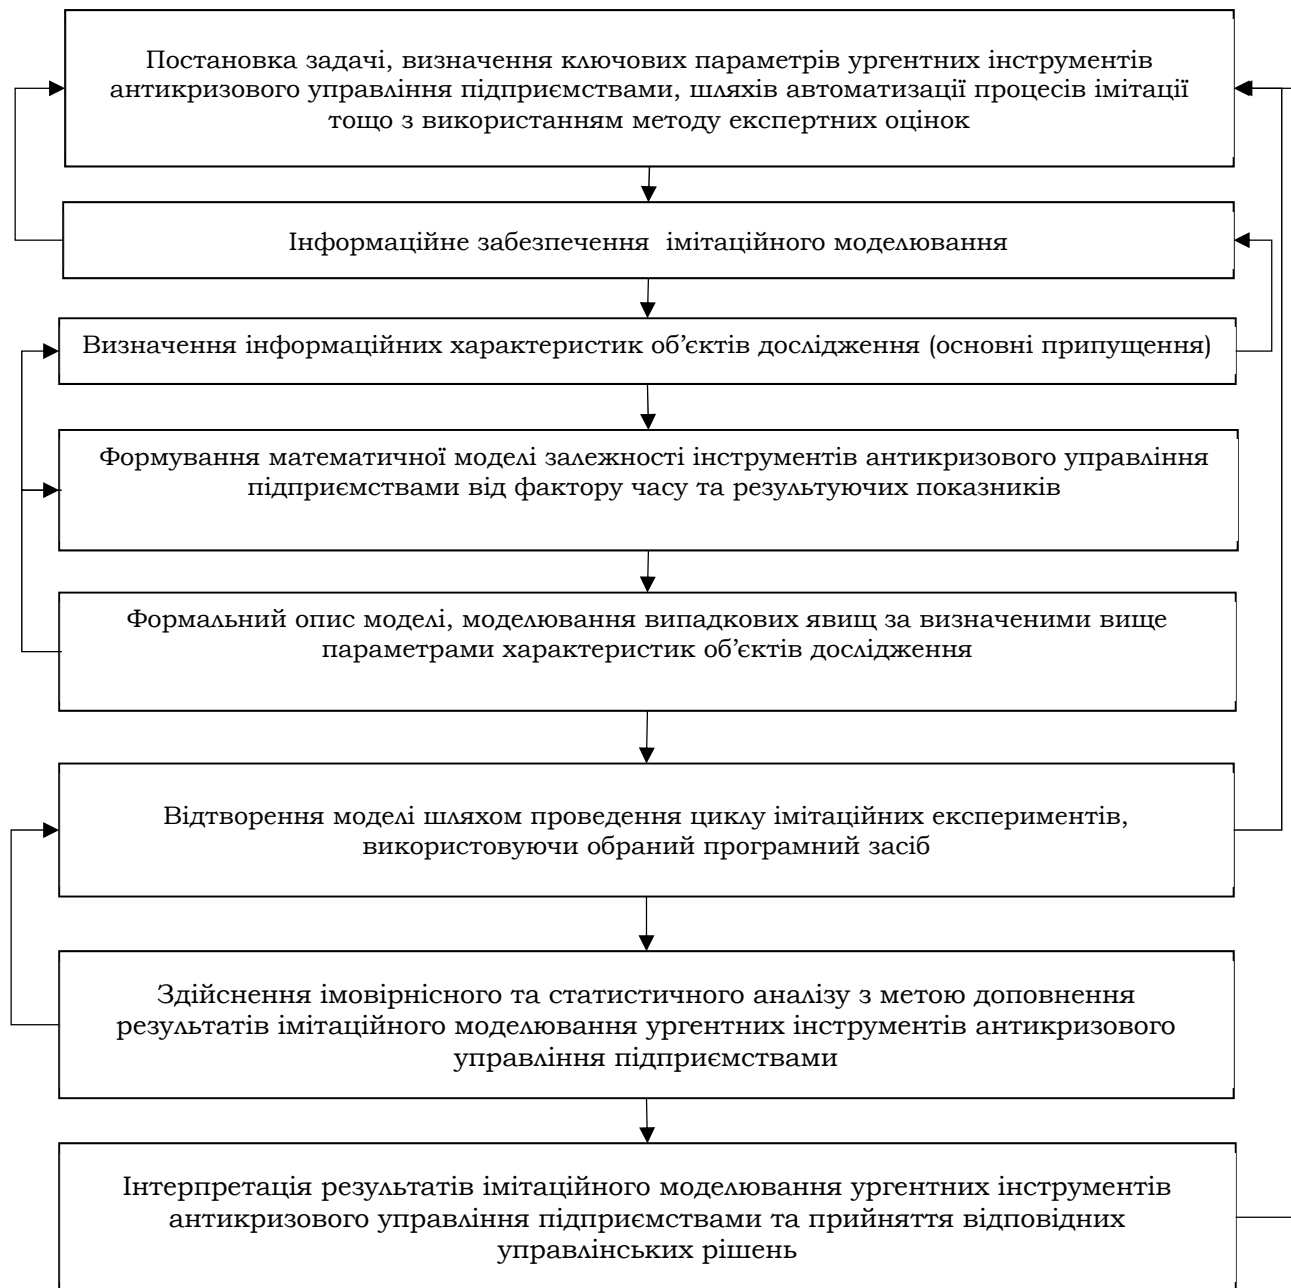 Постановка задачі, визначення ключових параметрів ургентних інструментів
антикризового управління підприємствами, шляхів автоматизації процесів імітації
тощо з використанням методу експертних оцінок
Інформаційне забезпечення імітаційного моделювання
Визначення інформаційних характеристик об’єктів дослідження (основні припущення)
Формування математичної моделі залежності інструментів антикризового управління
підприємствами від фактору часу та результуючих показників
Формальний опис моделі, моделювання випадкових явищ за визначеними вище
параметрами характеристик об’єктів дослідження
Відтворення моделі шляхом проведення циклу імітаційних експериментів,
використовуючи обраний програмний засіб
Здійснення імовірнісного та статистичного аналізу з метою доповнення
результатів імітаційного моделювання ургентних інструментів антикризового
управління підприємствами
Інтерпретація результатів імітаційного моделювання ургентних інструментів
антикризового управління підприємствами та прийняття відповідних
управлінських рішень